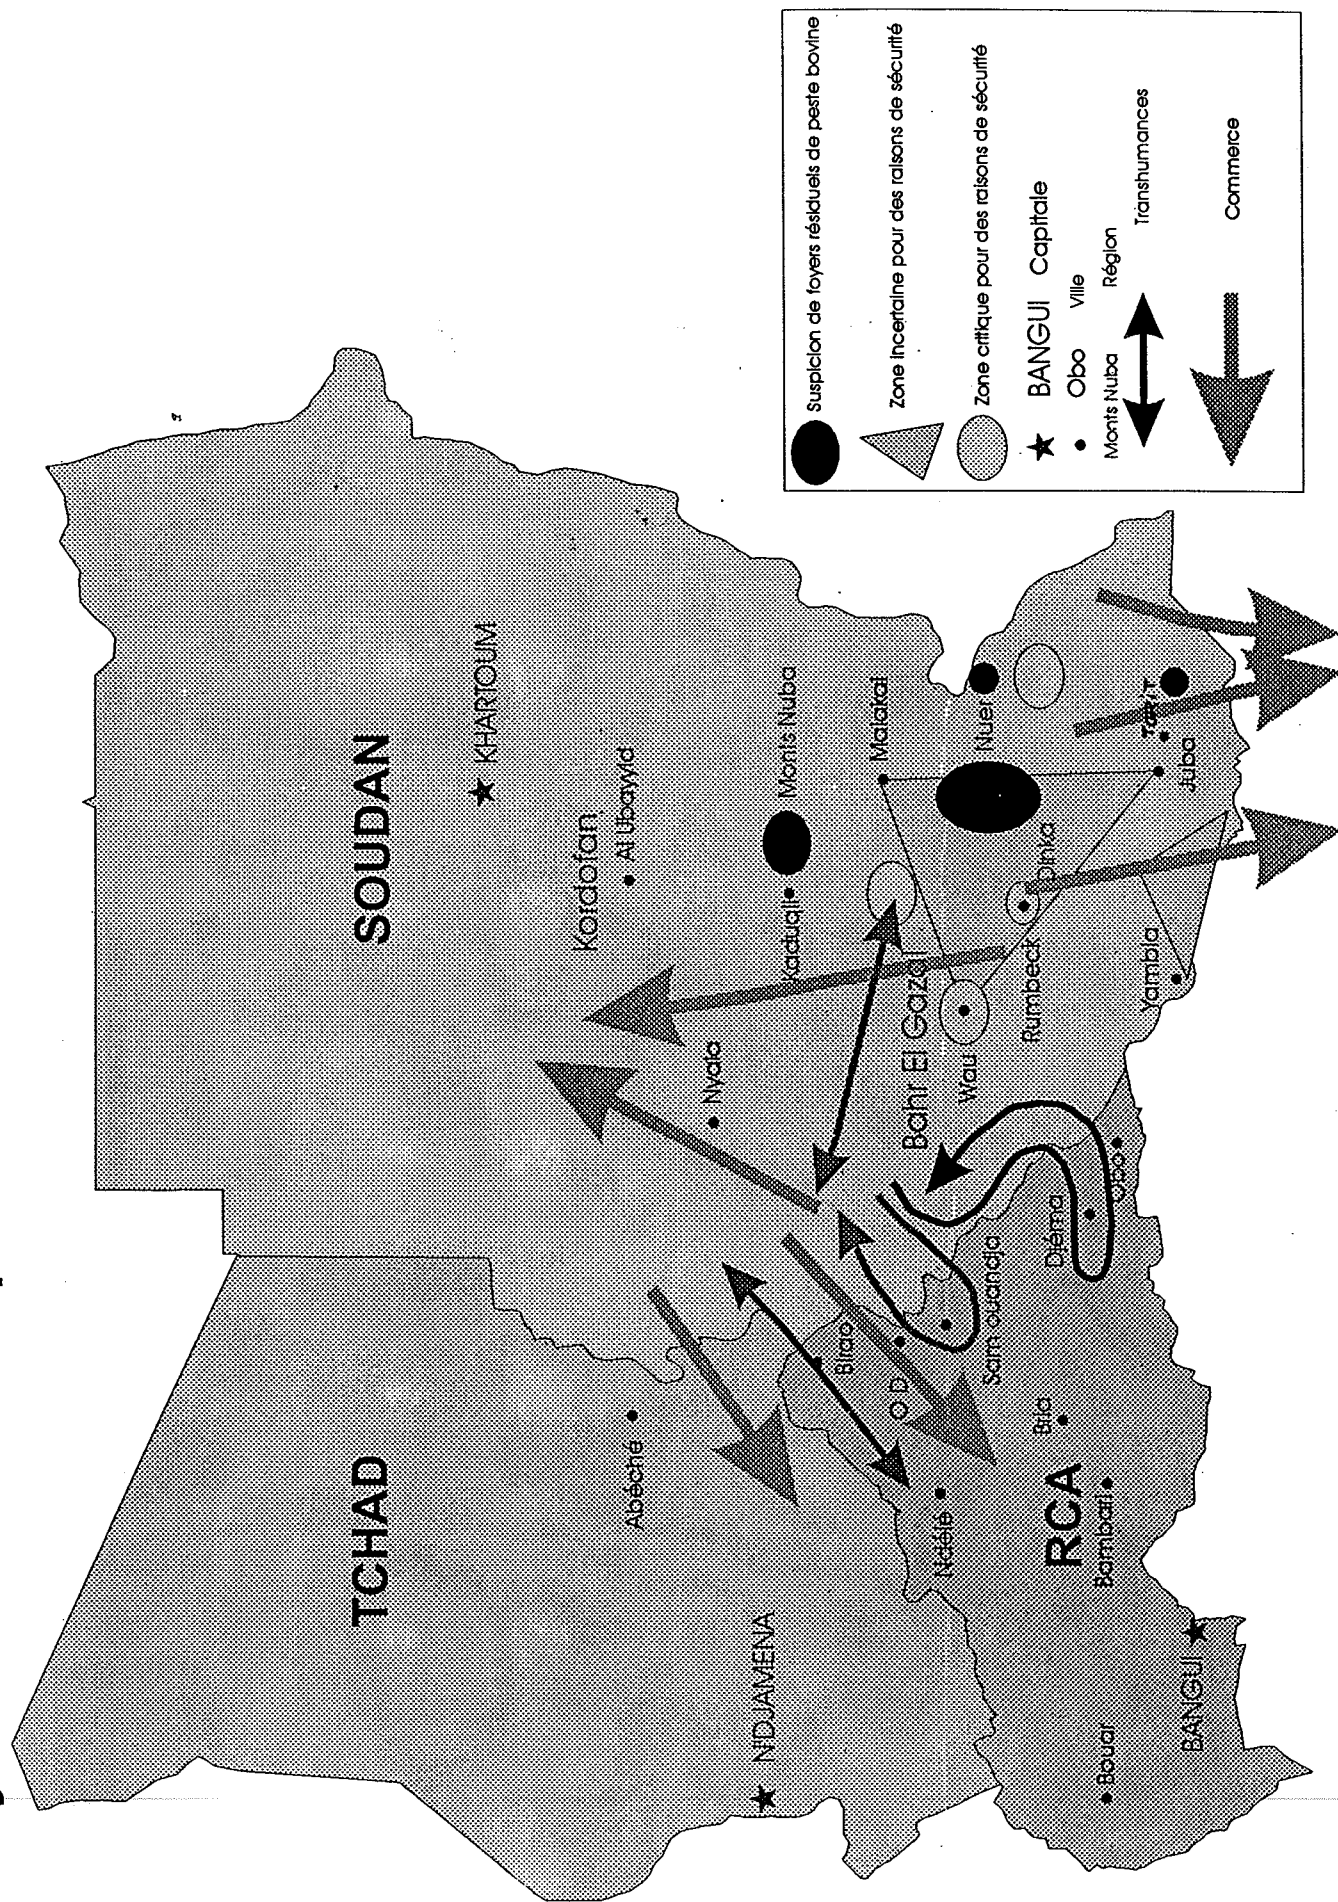 SOUDAN
TCHAD
RCA
KHARTOUM
Kordofan
Al Ubayyid
Monts Nuba
Kaduqli
Malakal
Nyala
Abéché
N'DJAMENA
Bahr El Gazal
Nuer
Wau
Rumbeck
Dinka
Juba
Yambia
Birao
O D
Sam ouandja
Djéma
Obo
Ndélé
Bria
Bambari
Bouar
BANGUI
Suspicion de foyers résiduels de peste bovine
Zone incertaine pour des raisons de sécurité
Zone critique pour des raisons de sécurité
BANGUI Capitale
Obo Ville
Monts Nuba Région
Transhumances
Commerce